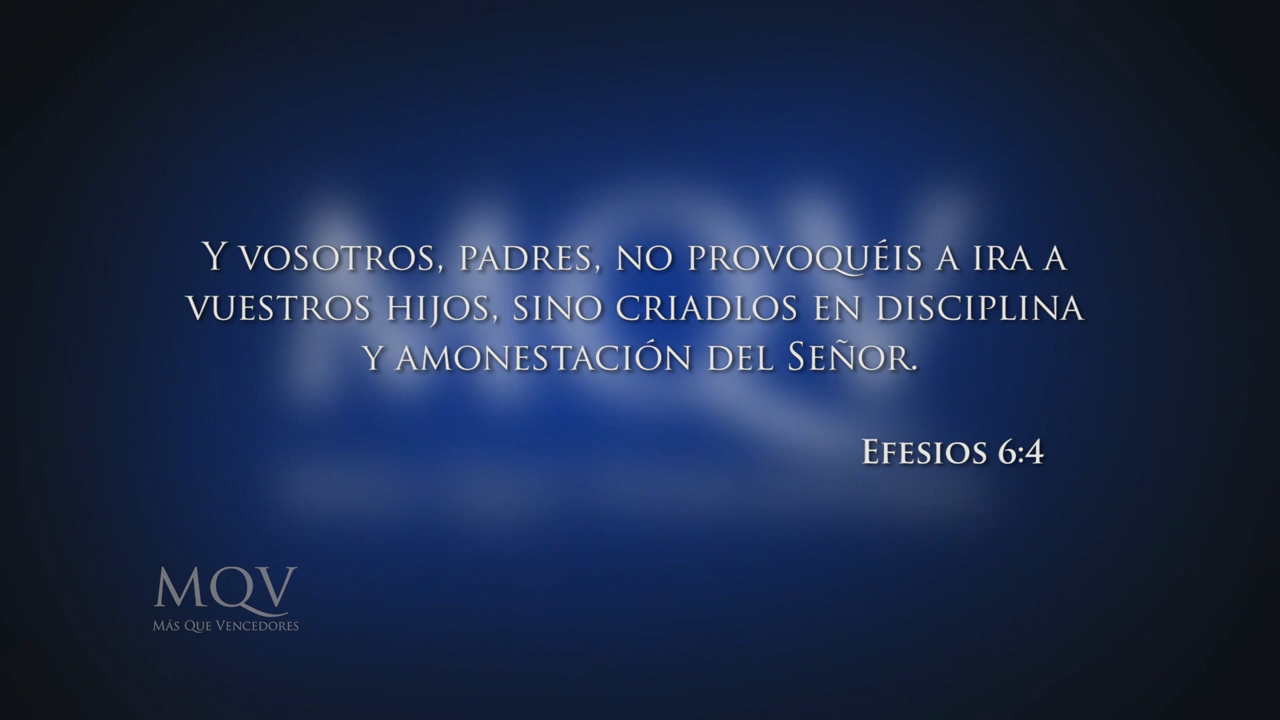 Y vosotros, padres, no provoquéis a ira a
vuestros hijos, sino criadlos en disciplina
y amonestación del Señor.
Efesios 6:4
MQV
Más Que Vencedores